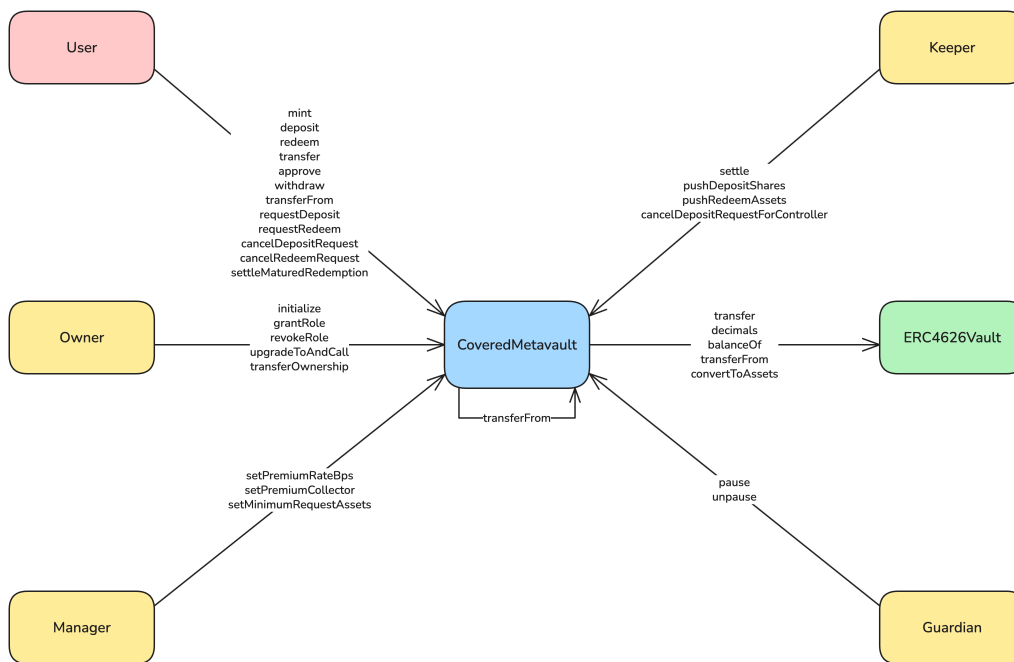 User
Keeper
mint
deposit
redeem
transfer
approve
withdraw
transferFrom
requestDeposit
requestRedeem
cancelDepositRequest
cancelRedeemRequest
settleMaturedRedemption
settle
pushDepositShares
pushRedeemAssets
cancelDepositRequestForController
Owner
initialize
grantRole
revokeRole
upgradeToAndCall
transferOwnership
CoveredMetavault
transfer
decimals
balanceOf
transferFrom
convertToAssets
ERC4626Vault
transferFrom
setPremiumRateBps
setPremiumCollector
setMinimumRequestAssets
pause
unpause
Manager
Guardian